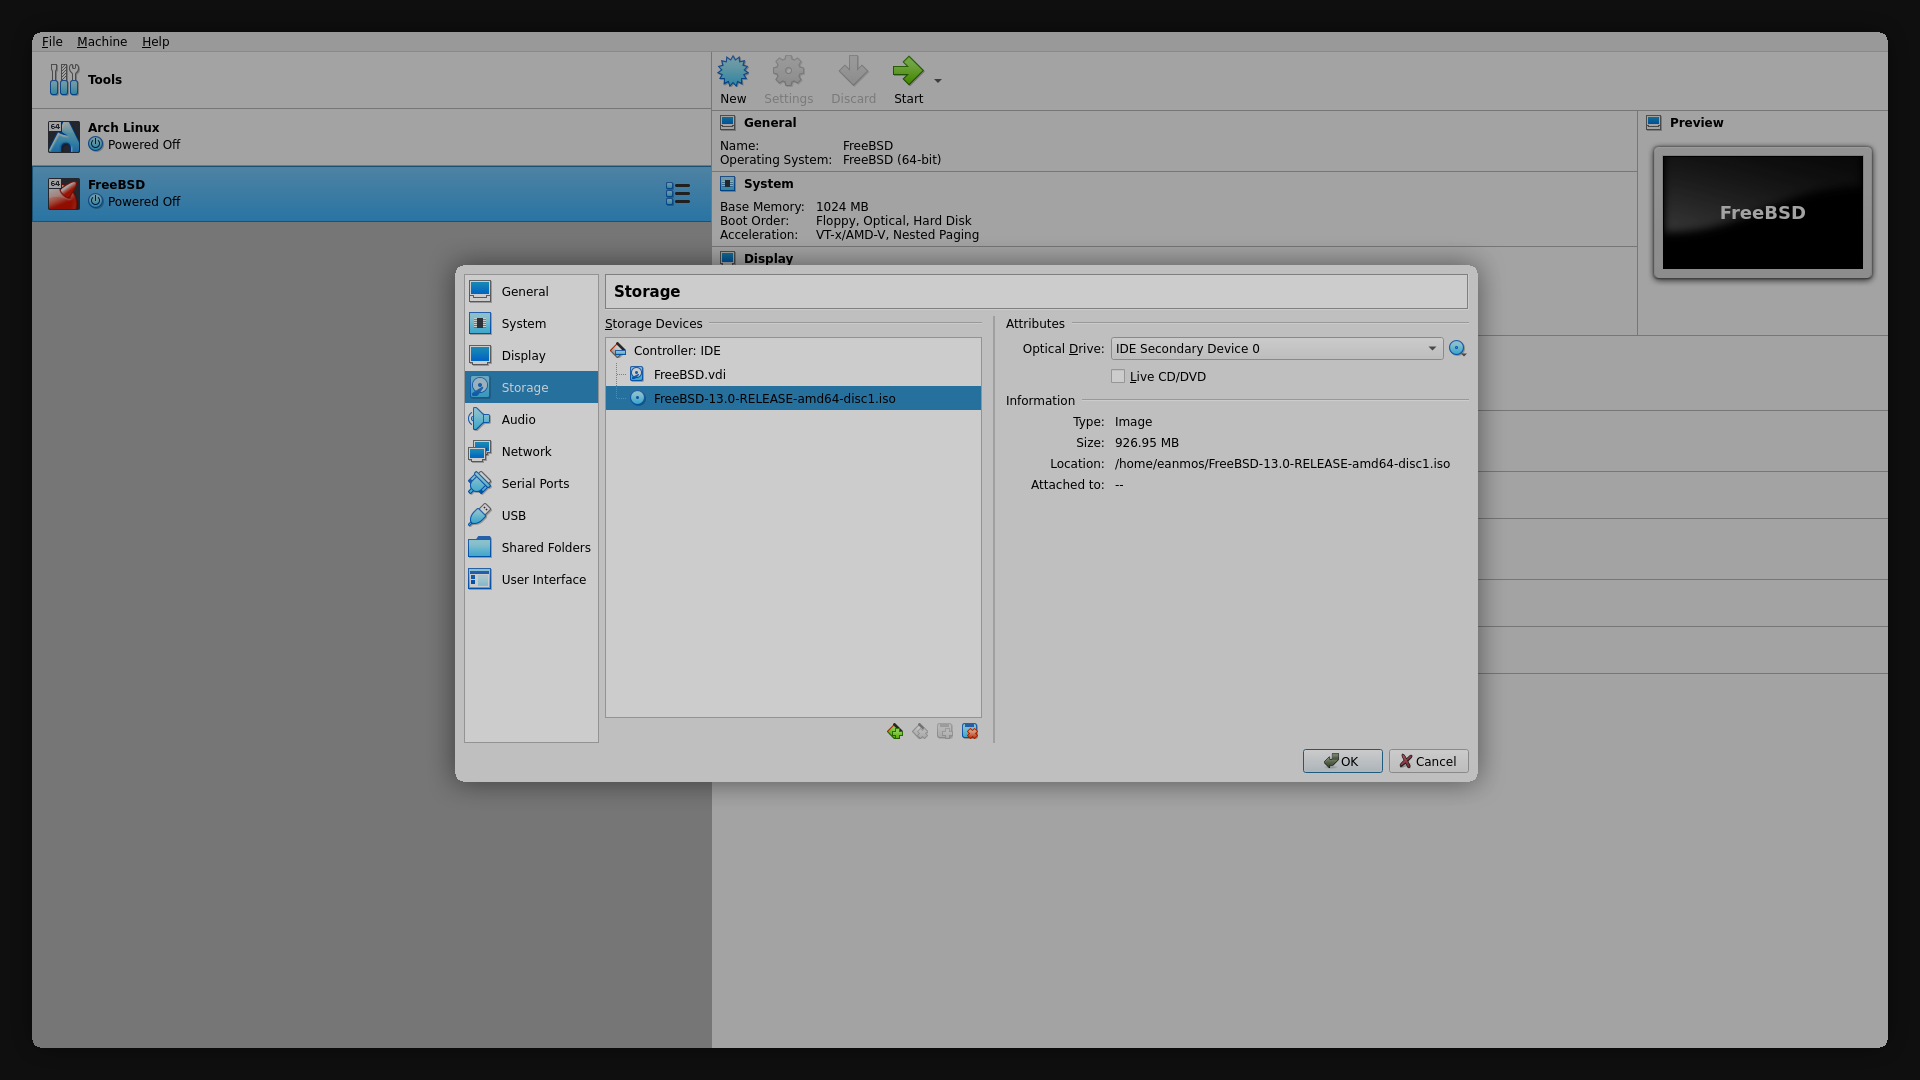 File Machine Help
Tools
64
Arch Linux
Powered Off
64
FreeBSD
Powered Off
New Settings Discard Start
General
Name: FreeBSD
Operating System: FreeBSD (64-bit)
System
Base Memory: 1024 MB
Boot Order: Floppy, Optical, Hard Disk
Acceleration: VT-x/AMD-V, Nested Paging
Display
Preview
FreeBSD
General
System
Display
Storage
Audio
Network
Serial Ports
USB
Shared Folders
User Interface
Storage
Storage Devices
Controller: IDE
FreeBSD.vdi
FreeBSD-13.0-RELEASE-amd64-disc1.iso
Attributes
Optical Drive: IDE Secondary Device 0
Live CD/DVD
Information
Type: Image
Size: 926.95 MB
Location: /home/eanmos/FreeBSD-13.0-RELEASE-amd64-disc1.iso
Attached to: --
OK Cancel